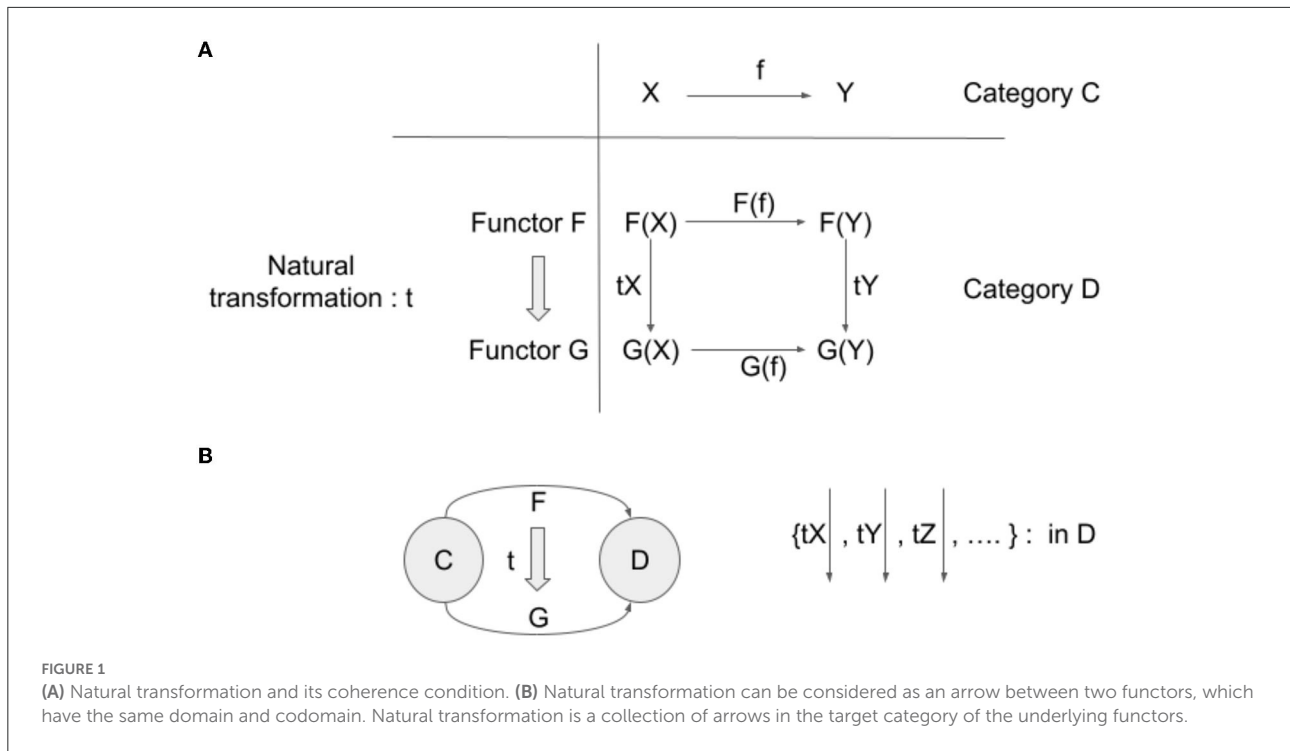 A
f
X Y Category C
F(f)
Functor F F(X) F(Y)
Natural
transformation : t
tX tY Category D
Functor G G(X) G(Y)
G(f)
B
F
C t D
G
{tX , tY , tZ , .... } : in D
FIGURE 1
(A) Natural transformation and its coherence condition. (B) Natural transformation can be considered as an arrow between two functors, which
have the same domain and codomain. Natural transformation is a collection of arrows in the target category of the underlying functors.